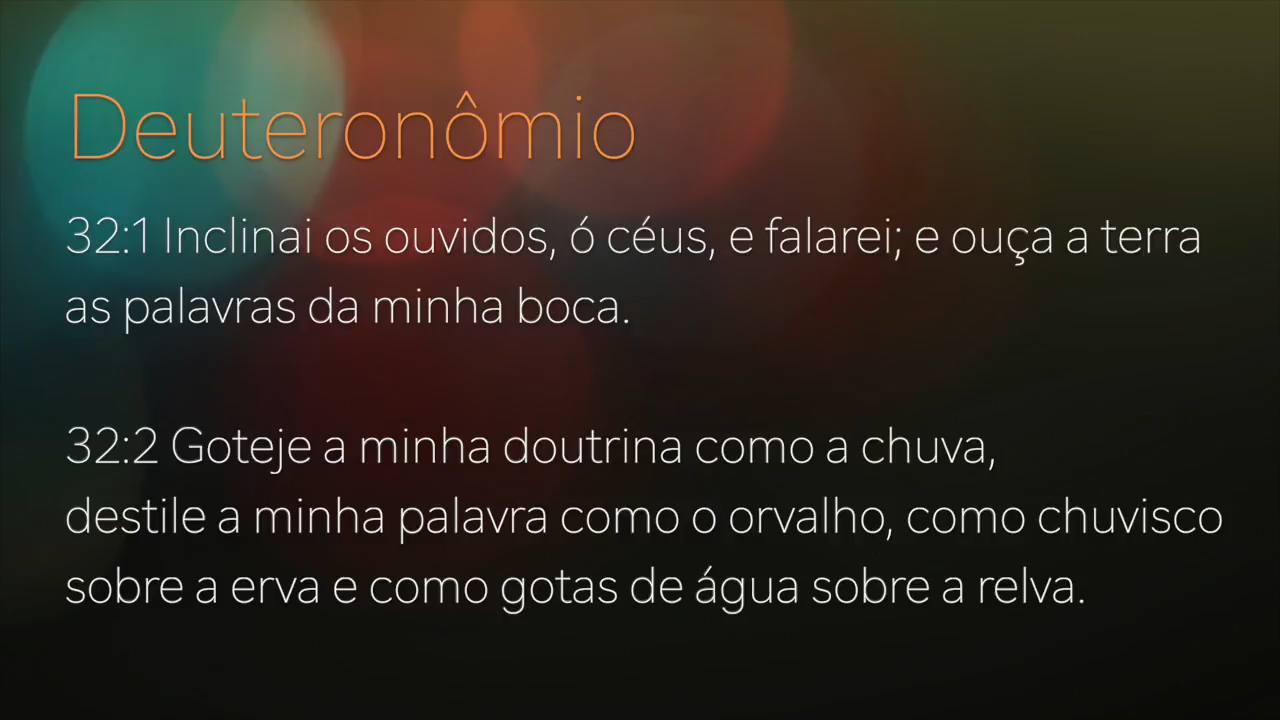 Deuteronômio
32:1 Inclinai os ouvidos, ó céus, e falarei; e ouça a terra
as palavras da minha boca.
32:2 Goteje a minha doutrina como a chuva,
destile a minha palavra como o orvalho, como chuvisco
sobre a erva e como gotas de água sobre a relva.